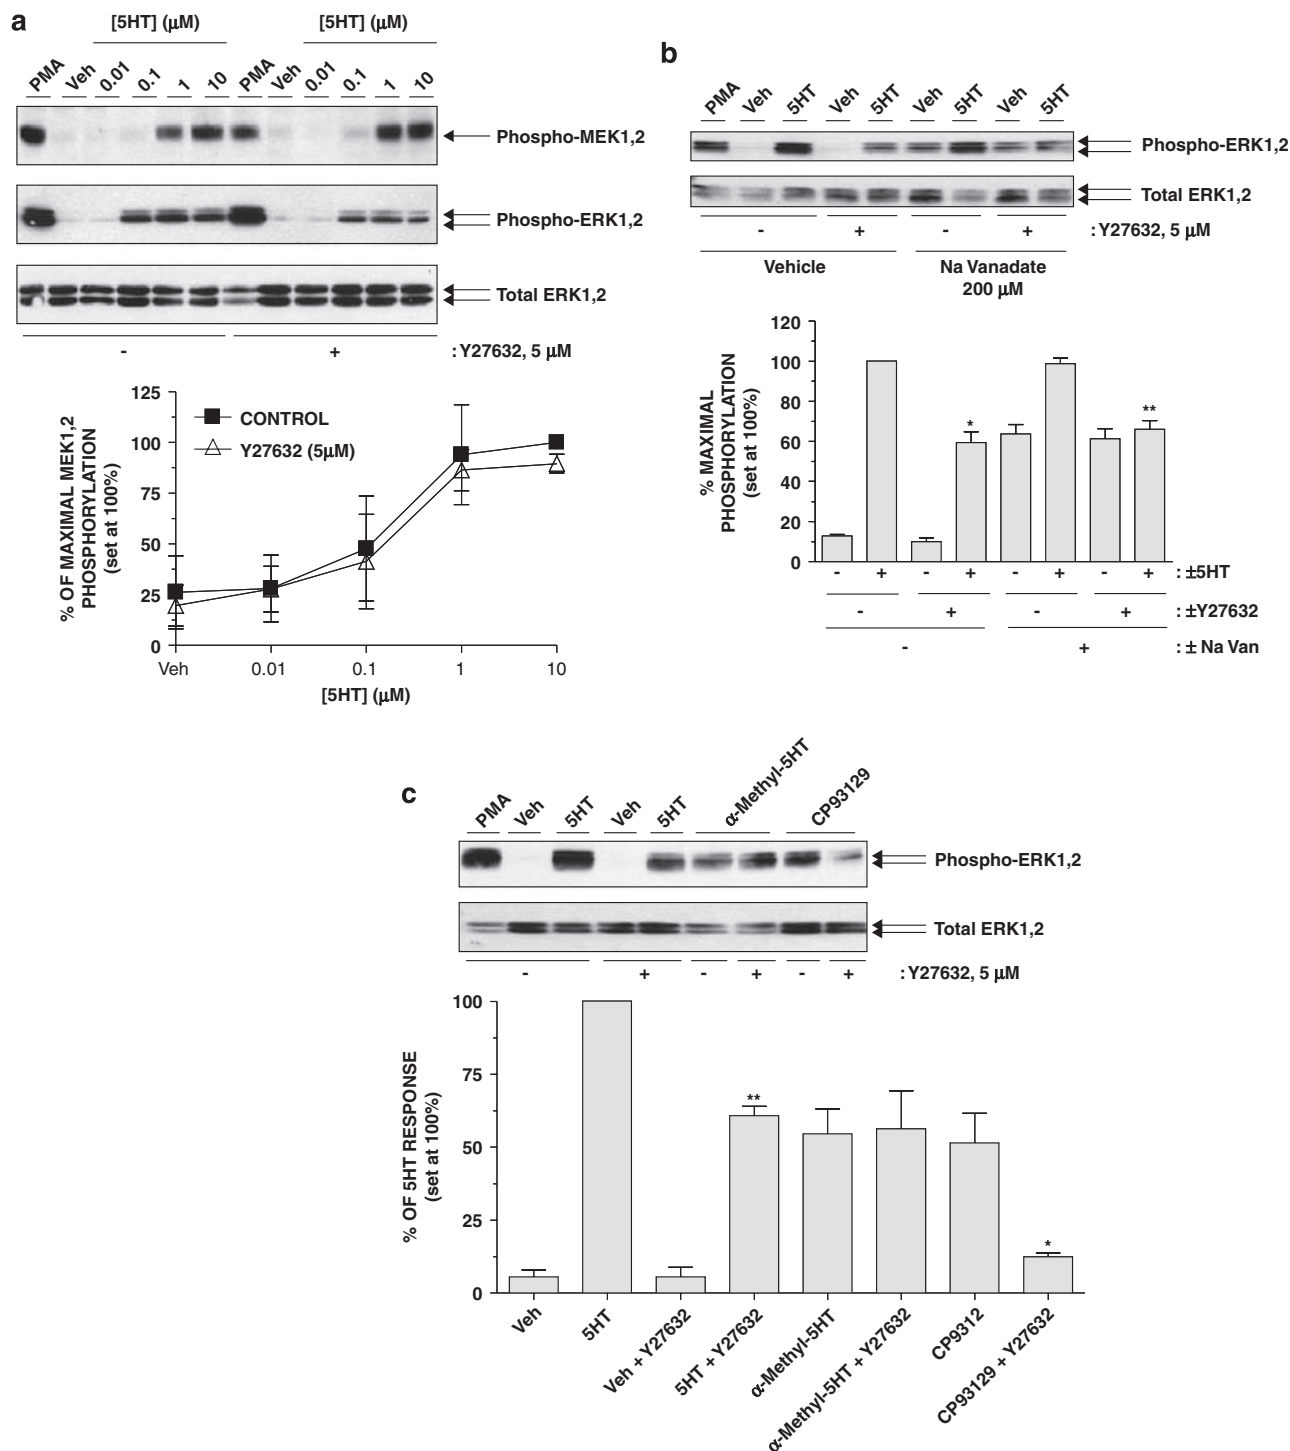 a
[5HT] (μM) [5HT] (μM)
PMA Veh 0.01 0.1 1 10 PMA Veh 0.01 0.1 1 10
Phospho-MEK1,2
Phospho-ERK1,2
Total ERK1,2
- + : Y27632, 5 μM
% OF MAXIMAL MEK1,2
PHOSPHORYLATION
(set at 100%)
125
100
75
50
25
0
CONTROL
Y27632 (5μM)
Veh 0.01 0.1 1 10
[5HT] (μM)
b
PMA Veh 5HT Veh 5HT Veh 5HT Veh 5HT
Phospho-ERK1,2
Total ERK1,2
- + - + : Y27632, 5 μM
Vehicle Na Vanadate
200 μM
% MAXIMAL
PHOSPHORYLATION
(set at 100%)
120
100
80
60
40
20
0
* **
- + - + - + - + : ±5HT
- + - + : ±Y27632
- + : ± Na Van
c
PMA Veh 5HT Veh 5HT α-Methyl-5HT CP93129
Phospho-ERK1,2
Total ERK1,2
- + - + - + : Y27632, 5 μM
% OF 5HT RESPONSE
(set at 100%)
100
75
50
25
0
** *
Veh
5HT
Veh + Y27632
5HT + Y27632
α-Methyl-5HT
α-Methyl-5HT + Y27632
CP9312
CP93129 + Y27632